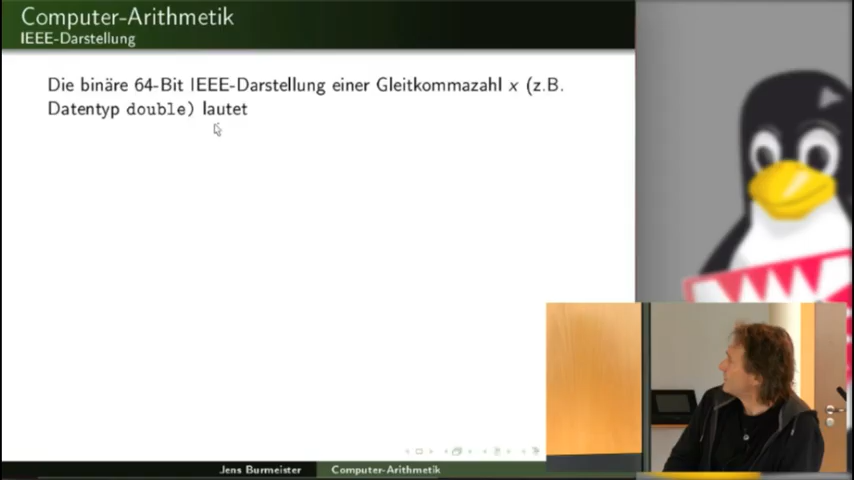 Computer-Arithmetik
IEEE-Darstellung
Die binäre 64-Bit IEEE-Darstellung einer Gleitkommazahl x (z.B.
Datentyp double) lautet
Jens Burmeister
Computer-Arithmetik